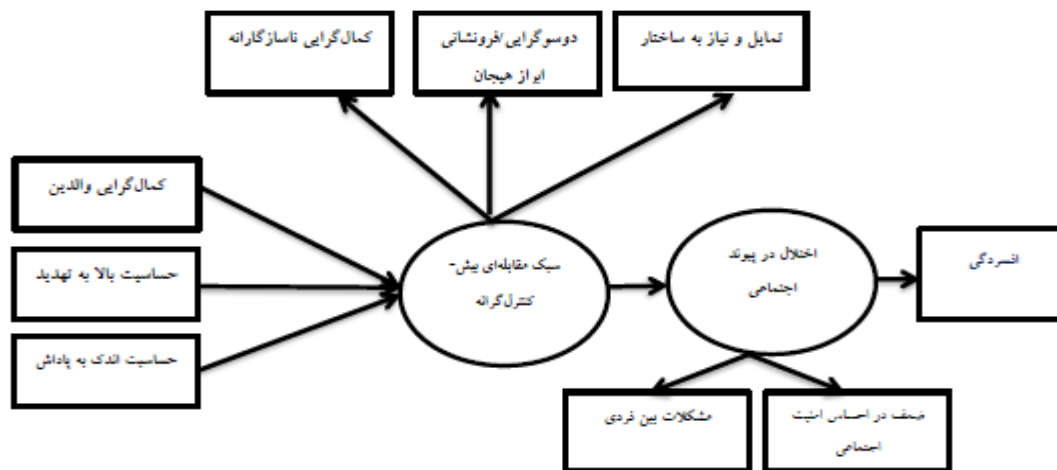 تمایل و نیاز به ساختار
دوسوگرایی/فرونشانی
ابراز هیجان
کمال‌گرایی ناسازگارانه
کمال‌گرایی والدین
حساسیت بالا به تهدید
حساسیت اندک به پاداش
سبک مقابله‌ای بیش-
کنترل‌گرانه
اختلال در پیوند
اجتماعی
افسردگی
مشکلات بین فردی
ضعف در احساس امنیت
اجتماعی